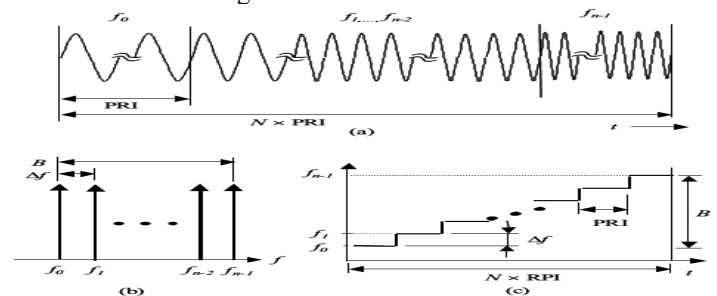 f₀ f₁,...,fₙ₋₂ fₙ₋₁
PRI
N × PRI
(a)
t
B
Δf
f₀ f₁ fₙ₋₂ fₙ₋₁ f
(b)
fₙ₋₁
f₁
f₀
Δf
PRI
B
N × RPI
t
(c)